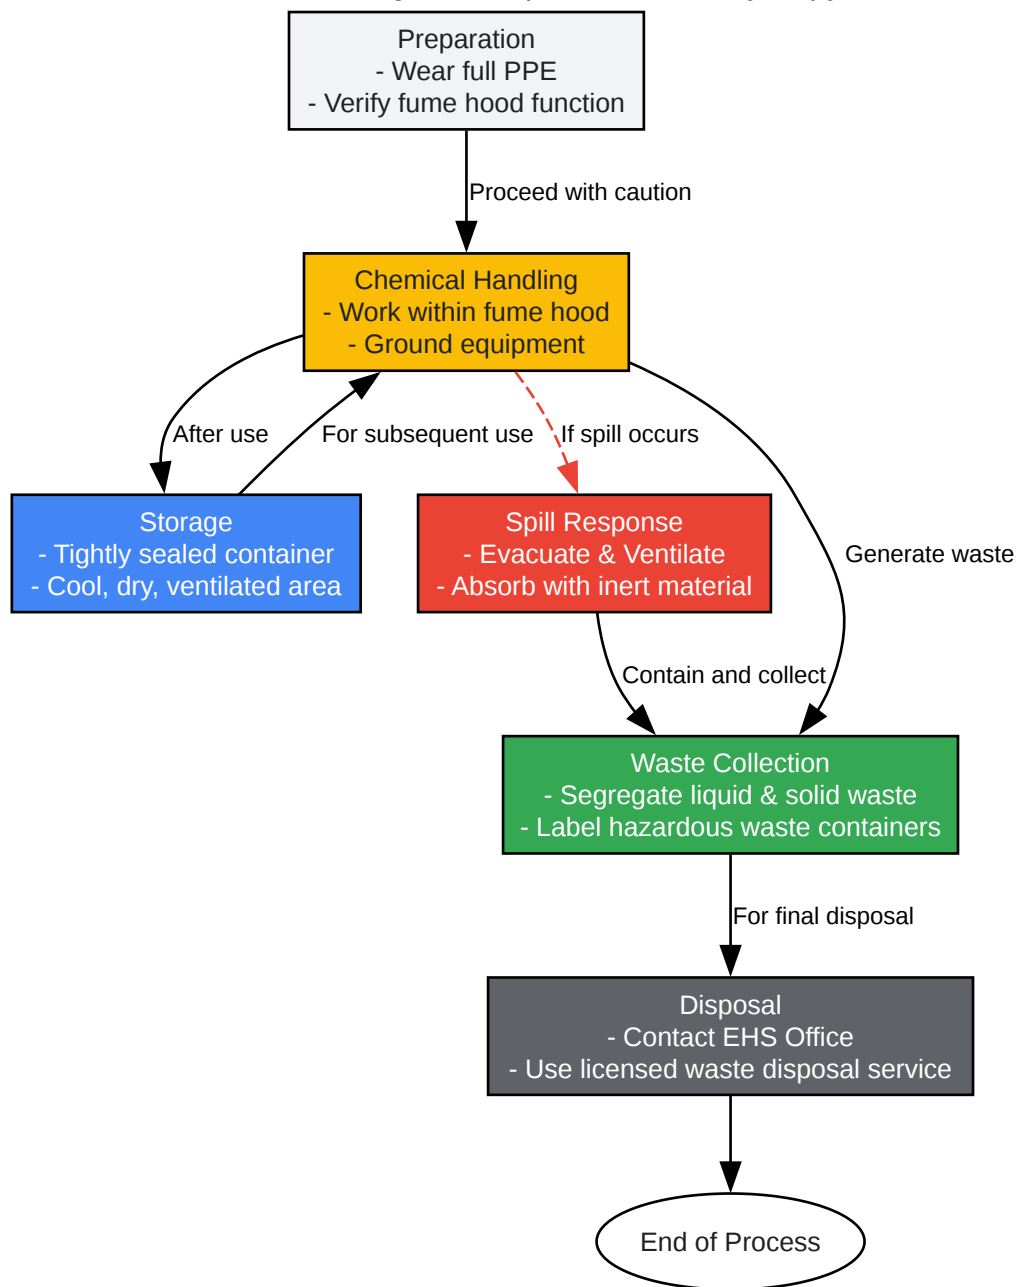 Preparation
- Wear full PPE
- Verify fume hood function
Proceed with caution
Chemical Handling
- Work within fume hood
- Ground equipment
After use
For subsequent use
If spill occurs
Storage
- Tightly sealed container
- Cool, dry, ventilated area
Spill Response
- Evacuate & Ventilate
- Absorb with inert material
Generate waste
Contain and collect
Waste Collection
- Segregate liquid & solid waste
- Label hazardous waste containers
For final disposal
Disposal
- Contact EHS Office
- Use licensed waste disposal service
End of Process